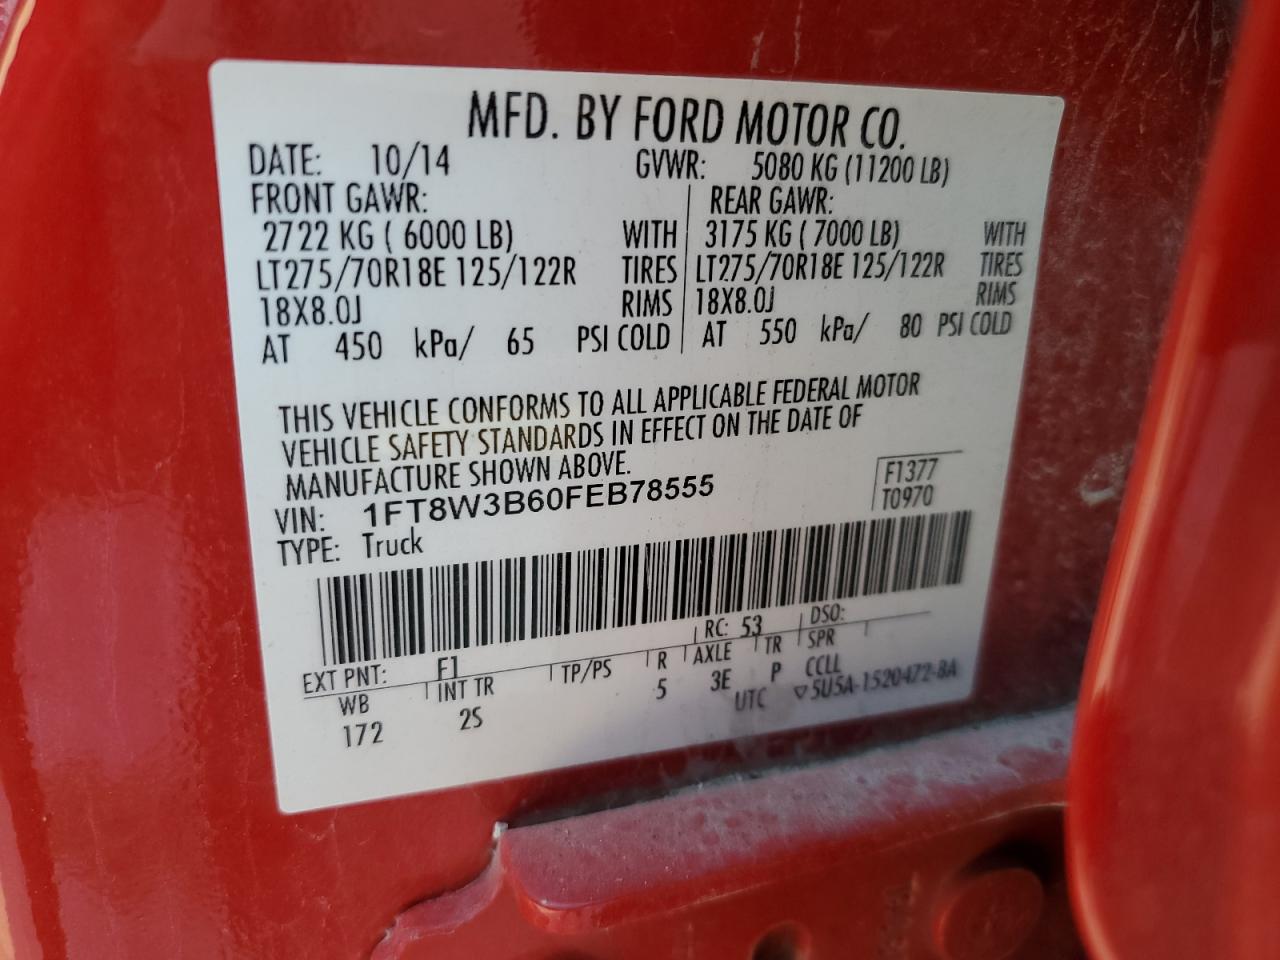 MFD. BY FORD MOTOR CO.
DATE: 10/14 GVWR: 5080 KG (11200 LB)
FRONT GAWR: REAR GAWR:
2722 KG ( 6000 LB) WITH 3175 KG ( 7000 LB) WITH
LT275/70R18E 125/122R TIRES LT275/70R18E 125/122R TIRES
18X8.0J RIMS 18X8.0J RIMS
AT 450 kPa/ 65 PSI COLD AT 550 kPa/ 80 PSI COLD
THIS VEHICLE CONFORMS TO ALL APPLICABLE FEDERAL MOTOR
VEHICLE SAFETY STANDARDS IN EFFECT ON THE DATE OF
MANUFACTURE SHOWN ABOVE.
VIN: 1FT8W3B60FEB78555
F1377
T0970
TYPE: Truck
EXT PNT: F1 RC: 53 DSO:
WB INT TR TP/PS R AXLE TR SPR
172 2S 5 3E P CCLL
UTC ▽5U5A-1520472-BA